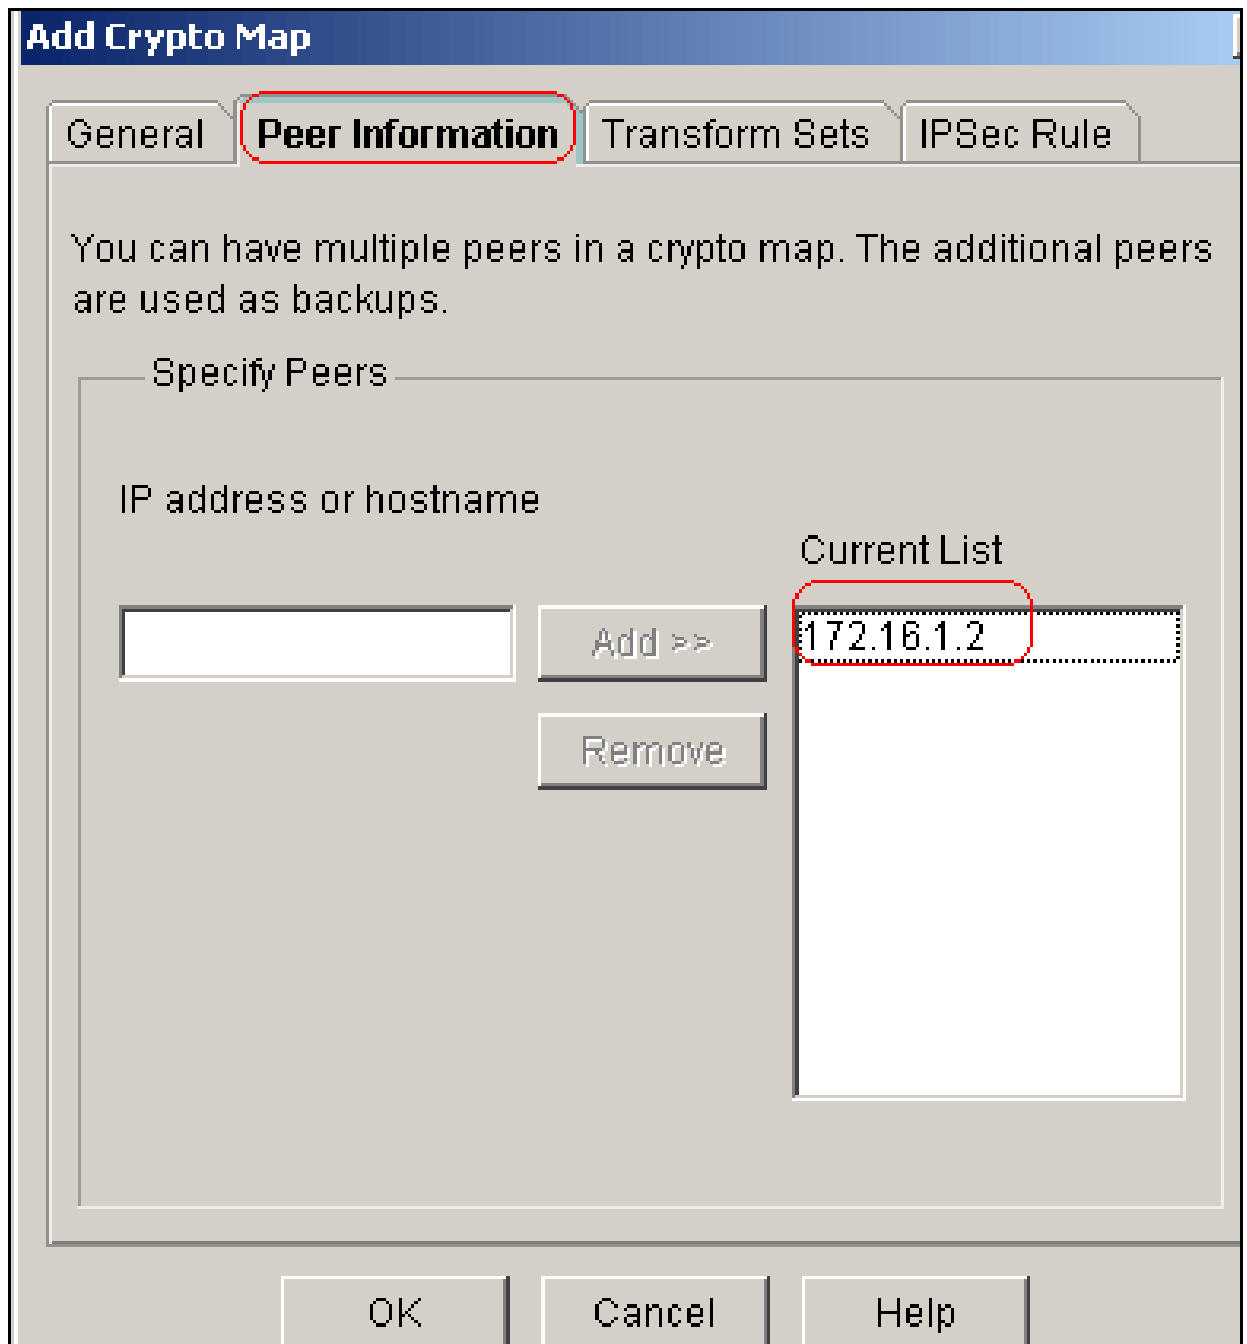 Add Crypto Map
General Peer Information Transform Sets IPSec Rule
You can have multiple peers in a crypto map. The additional peers
are used as backups.
Specify Peers
IP address or hostname
Current List
Add >>
172.16.1.2
Remove
OK Cancel Help